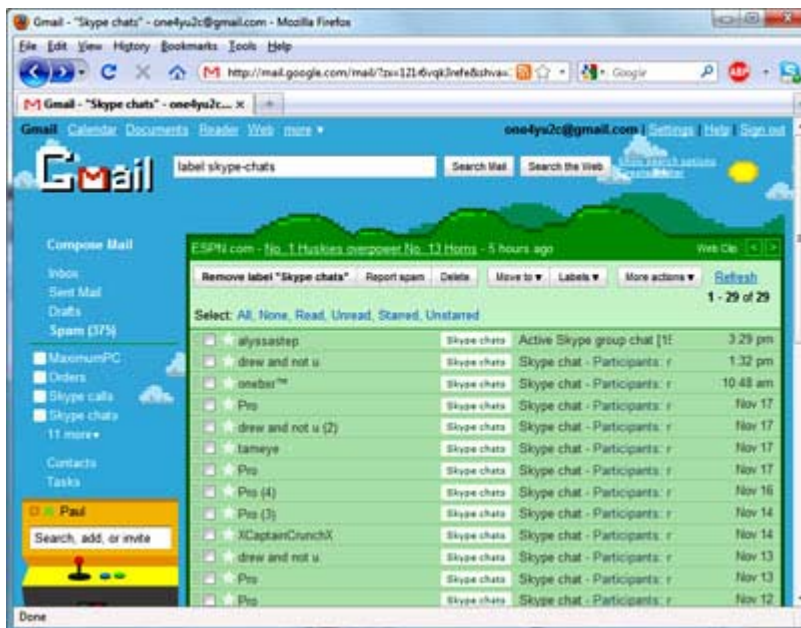 Gmail - "Skype chats" - one4yu2c@gmail.com - Mozilla Firefox
File Edit View History Bookmarks Tools Help
Google
Gmail - "Skype chats" - one4yu2c... ×
Gmail Calendar Documents Reader Web more ▾ one4yu2c@gmail.com | Settings | Help | Sign out
Gmail label:skype-chats Search Mail Search the Web Show search options
Create a filter
Compose Mail
Inbox
Sent Mail
Drafts
Spam (375)
MaximumPC
Orders
Skype calls
Skype chats
11 more▾
Contacts
Tasks
Paul
Search, add, or invite
ESPN.com - No. 1 Huskies overpower No. 13 Horns - 5 hours ago Web Clip < >
Remove label "Skype chats" Report spam Delete Move to ▾ Labels ▾ More actions ▾ Refresh
1 - 29 of 29
Select: All, None, Read, Unread, Starred, Unstarred
alyssastep Skype chats Active Skype group chat 3:29 pm
drew and not u Skype chats Skype chat - Participants: r 1:32 pm
Skype chats Skype chat - Participants: r 10:48 am
Pro Skype chats Skype chat - Participants: r Nov 17
drew and not u (2) Skype chats Skype chat - Participants: r Nov 17
tameye Skype chats Skype chat - Participants: r Nov 17
Pro Skype chats Skype chat - Participants: r Nov 17
Pro (4) Skype chats Skype chat - Participants: r Nov 16
Pro (3) Skype chats Skype chat - Participants: r Nov 14
XCaptainCrunchX Skype chats Skype chat - Participants: r Nov 14
drew and not u Skype chats Skype chat - Participants: r Nov 13
Pro Skype chats Skype chat - Participants: r Nov 13
Pro Skype chats Skype chat - Participants: r Nov 12
Done